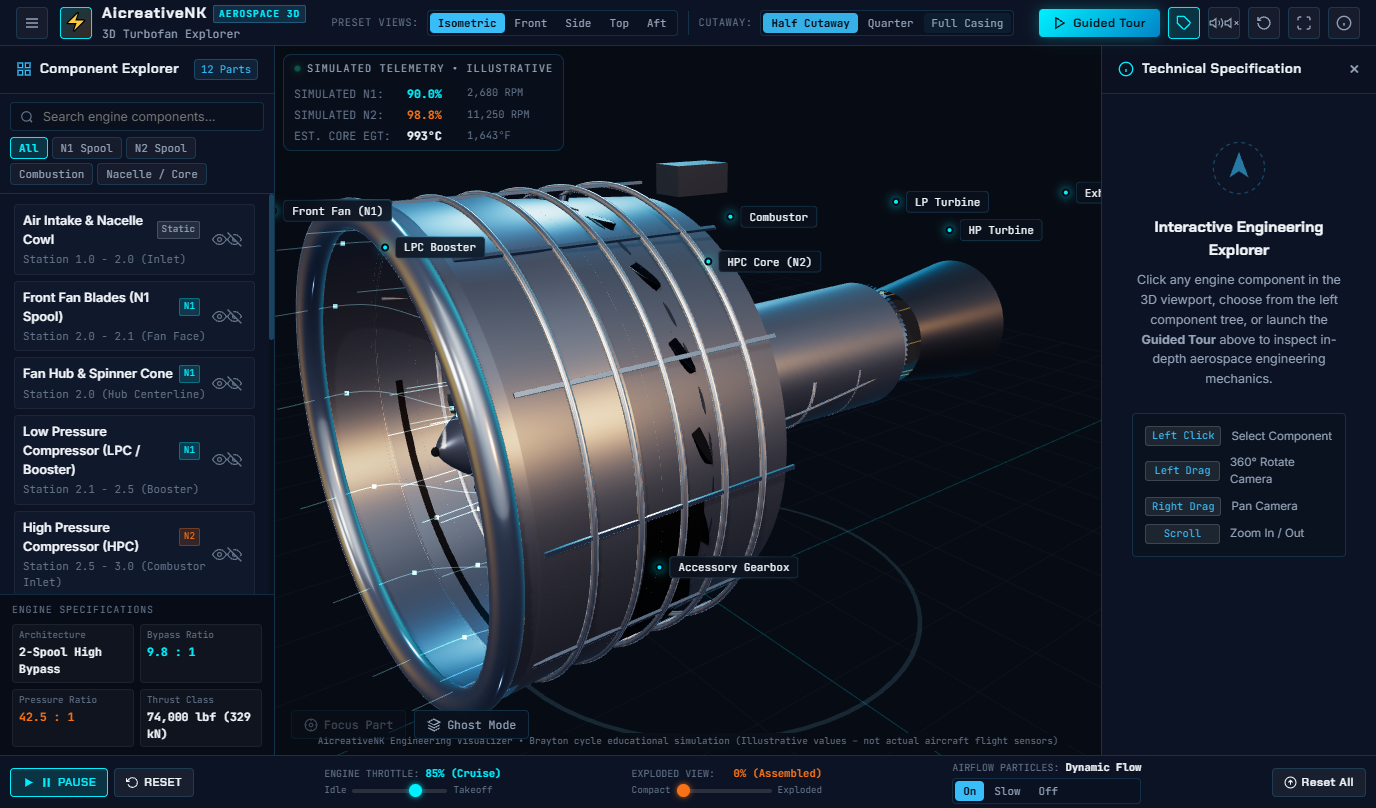 AicreativeNK AEROSPACE 3D
3D Turbofan Explorer
PRESET VIEWS: Isometric Front Side Top Aft
CUTAWAY: Half Cutaway Quarter Full Casing
Guided Tour
Component Explorer 12 Parts
Search engine components...
All N1 Spool N2 Spool
Combustion Nacelle / Core
Air Intake & Nacelle
Cowl
Static
Station 1.0 - 2.0 (Inlet)
Front Fan Blades (N1
Spool)
N1
Station 2.0 - 2.1 (Fan Face)
Fan Hub & Spinner Cone N1
Station 2.0 (Hub Centerline)
Low Pressure
Compressor (LPC /
Booster)
N1
Station 2.1 - 2.5 (Booster)
High Pressure
Compressor (HPC)
N2
Station 2.5 - 3.0 (Combustor
Inlet)
ENGINE SPECIFICATIONS
Architecture
2-Spool High
Bypass
Bypass Ratio
9.8 : 1
Pressure Ratio
42.5 : 1
Thrust Class
74,000 lbf (329
kN)
SIMULATED TELEMETRY • ILLUSTRATIVE
SIMULATED N1: 90.0% 2,680 RPM
SIMULATED N2: 98.8% 11,250 RPM
EST. CORE EGT: 993°C 1,643°F
Front Fan (N1)
LPC Booster
Combustor
HPC Core (N2)
LP Turbine
HP Turbine
Exh
Accessory Gearbox
Focus Part
Ghost Mode
AicreativeNK Engineering Visualizer • Brayton cycle educational simulation (Illustrative values — not actual aircraft flight sensors)
Technical Specification
Interactive Engineering
Explorer
Click any engine component in the
3D viewport, choose from the left
component tree, or launch the
Guided Tour above to inspect in-
depth aerospace engineering
mechanics.
Left Click Select Component
Left Drag 360° Rotate
Camera
Right Drag Pan Camera
Scroll Zoom In / Out
PAUSE
RESET
ENGINE THROTTLE: 85% (Cruise)
Idle Takeoff
EXPLODED VIEW: 0% (Assembled)
Compact Exploded
AIRFLOW PARTICLES: Dynamic Flow
On Slow Off
Reset All